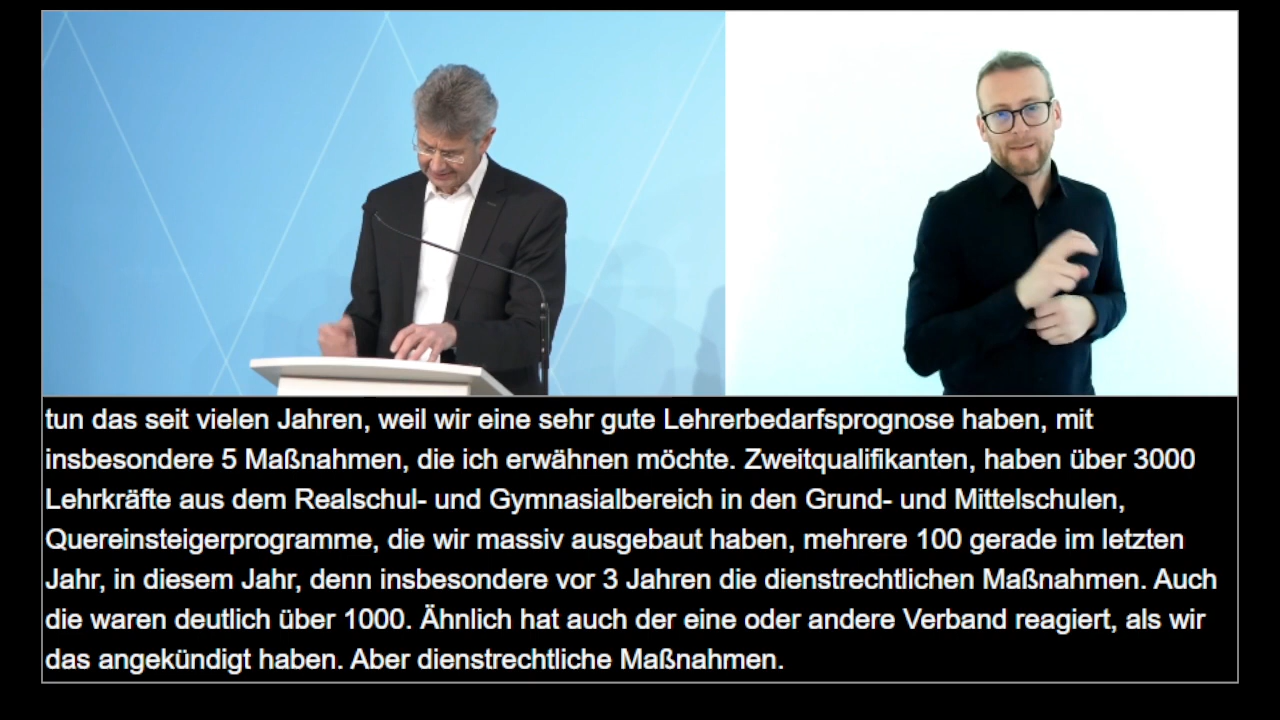 tun das seit vielen Jahren, weil wir eine sehr gute Lehrerbedarfsprognose haben, mit
insbesondere 5 Maßnahmen, die ich erwähnen möchte. Zweitqualifikanten, haben über 3000
Lehrkräfte aus dem Realschul- und Gymnasialbereich in den Grund- und Mittelschulen,
Quereinsteigerprogramme, die wir massiv ausgebaut haben, mehrere 100 gerade im letzten
Jahr, in diesem Jahr, denn insbesondere vor 3 Jahren die dienstrechtlichen Maßnahmen. Auch
die waren deutlich über 1000. Ähnlich hat auch der eine oder andere Verband reagiert, als wir
das angekündigt haben. Aber dienstrechtliche Maßnahmen.